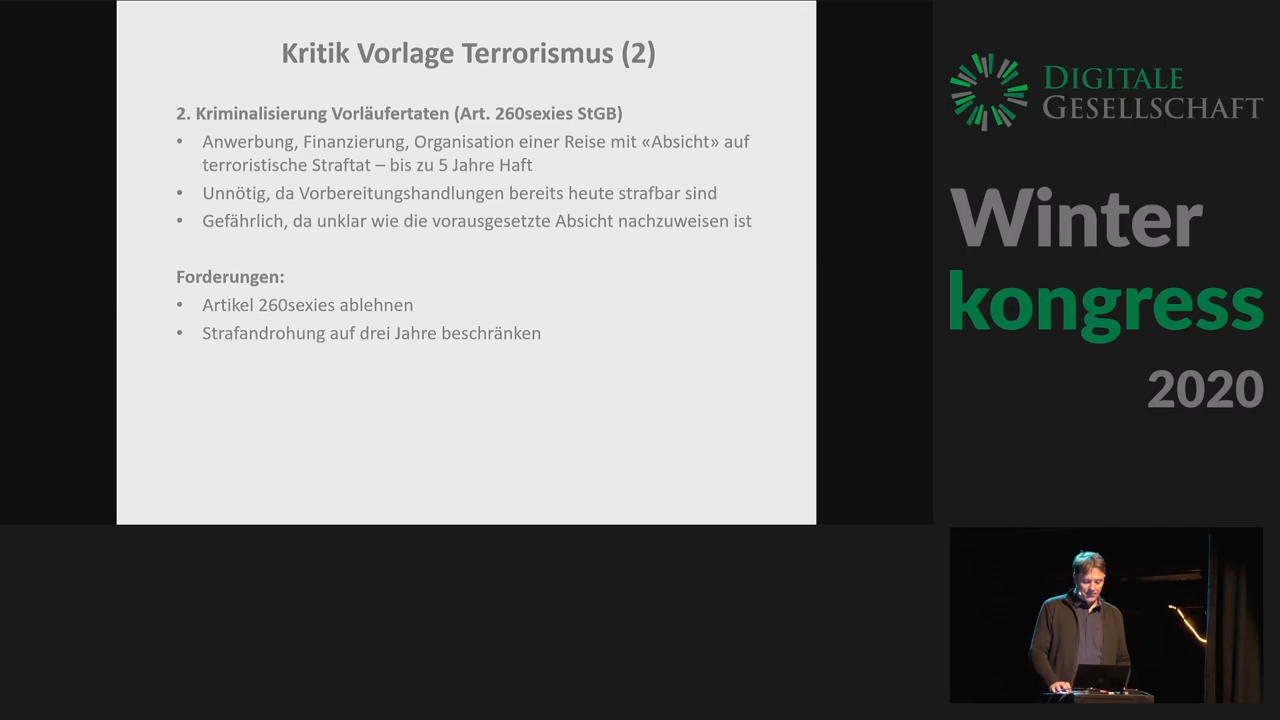 Kritik Vorlage Terrorismus (2)
2. Kriminalisierung Vorläufertaten (Art. 260sexies StGB)
• Anwerbung, Finanzierung, Organisation einer Reise mit «Absicht» auf
terroristische Straftat – bis zu 5 Jahre Haft
• Unnötig, da Vorbereitungshandlungen bereits heute strafbar sind
• Gefährlich, da unklar wie die vorausgesetzte Absicht nachzuweisen ist
Forderungen:
• Artikel 260sexies ablehnen
• Strafandrohung auf drei Jahre beschränken
DIGITALE
GESELLSCHAFT
Winter
kongress
2020